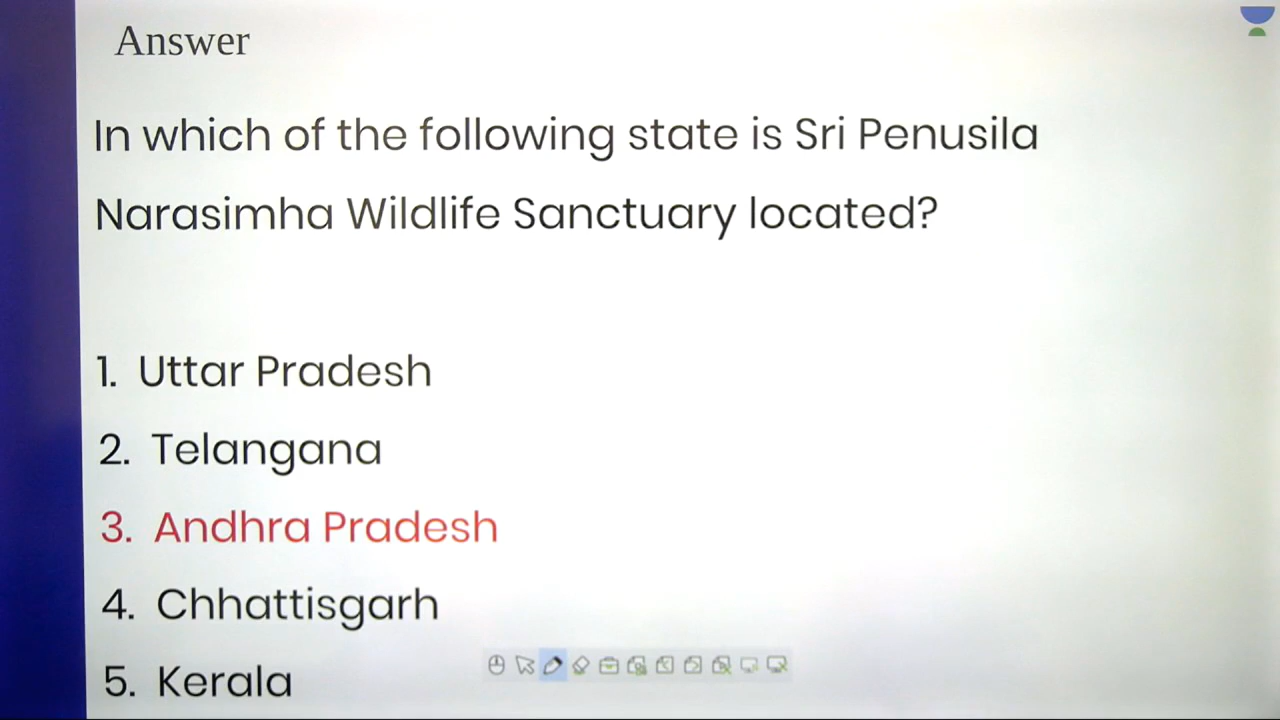 Answer
In which of the following state is Sri Penusila
Narasimha Wildlife Sanctuary located?
1. Uttar Pradesh
2. Telangana
3. Andhra Pradesh
4. Chhattisgarh
5. Kerala